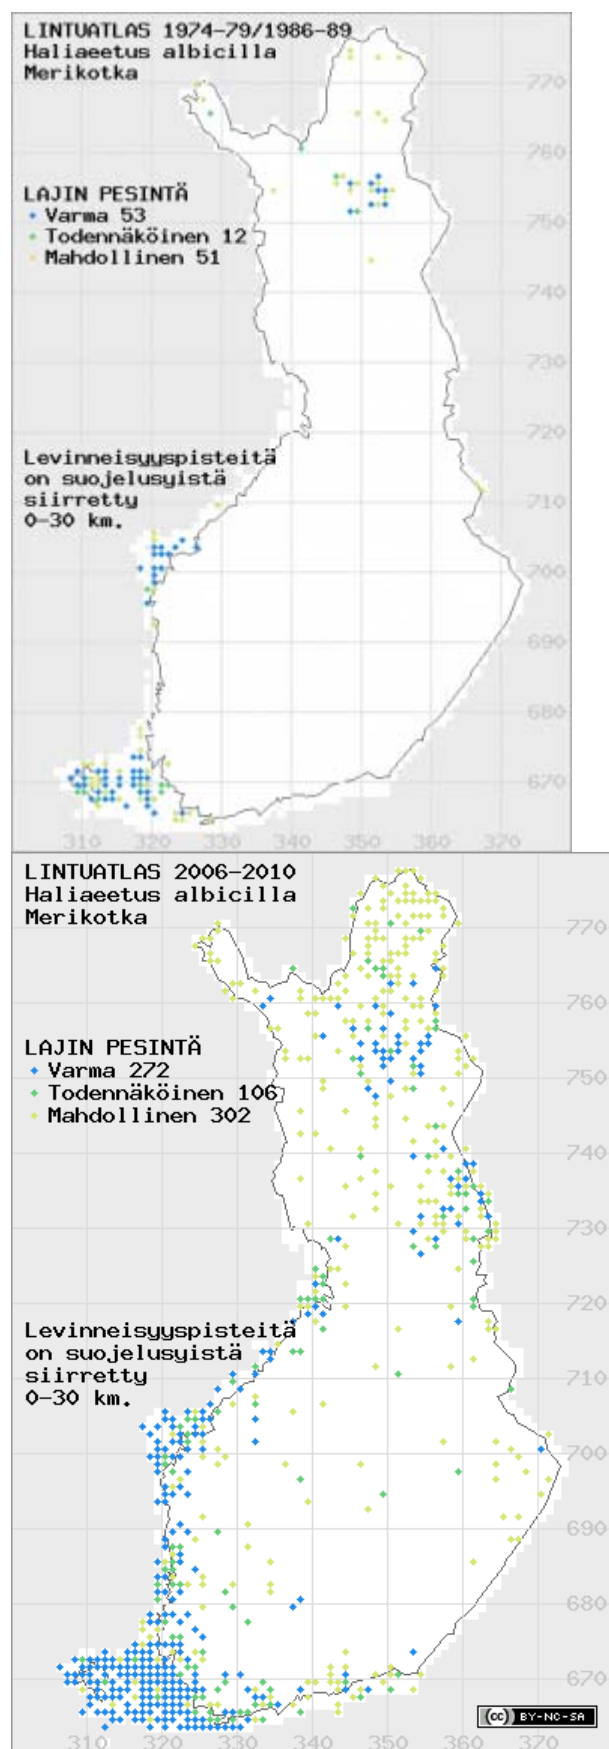 LINTUATLAS 1974-79/1986-89
Haliaeetus albicilla
Merikotka
770
760
LAJIN PESINTÄ
Varma 53
Todennäköinen 12
Mahdollinen 51
750
740
730
720
Levinneisyyspisteitä
on suojelusyistä
siirretty
0-30 km.
710
700
690
680
670
310 320 330 340 350 360 370
LINTUATLAS 2006-2010
Haliaeetus albicilla
Merikotka
770
760
LAJIN PESINTÄ
Varma 272
Todennäköinen 106
Mahdollinen 302
750
740
730
720
Levinneisyyspisteitä
on suojelusyistä
siirretty
0-30 km.
710
700
690
680
670
(cc) BY-NC-SA
310 320 330 340 350 360 370